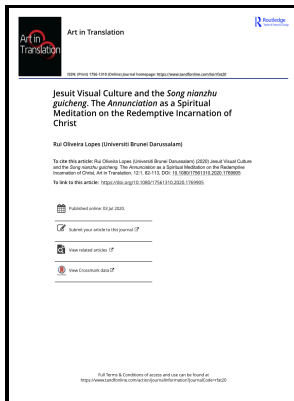 Art in Translation
Routledge
Taylor & Francis Group
Art in
Translation
ISSN: (Print) 1756-1310 (Online) Journal homepage: https://www.tandfonline.com/loi/rfat20
Jesuit Visual Culture and the Song nianzhu
guicheng. The Annunciation as a Spiritual
Meditation on the Redemptive Incarnation of
Christ
Rui Oliveira Lopes (Universiti Brunei Darussalam)
To cite this article: Rui Oliveira Lopes (Universiti Brunei Darussalam) (2020) Jesuit Visual Culture
and the Song nianzhu guicheng. The Annunciation as a Spiritual Meditation on the Redemptive
Incarnation of Christ, Art in Translation, 12:1, 82-113, DOI: 10.1080/17561310.2020.1769905
To link to this article: https://doi.org/10.1080/17561310.2020.1769905
Published online: 03 Jul 2020.
Submit your article to this journal
View related articles
View Crossmark data
Full Terms & Conditions of access and use can be found at
https://www.tandfonline.com/action/journalInformation?journalCode=rfat20